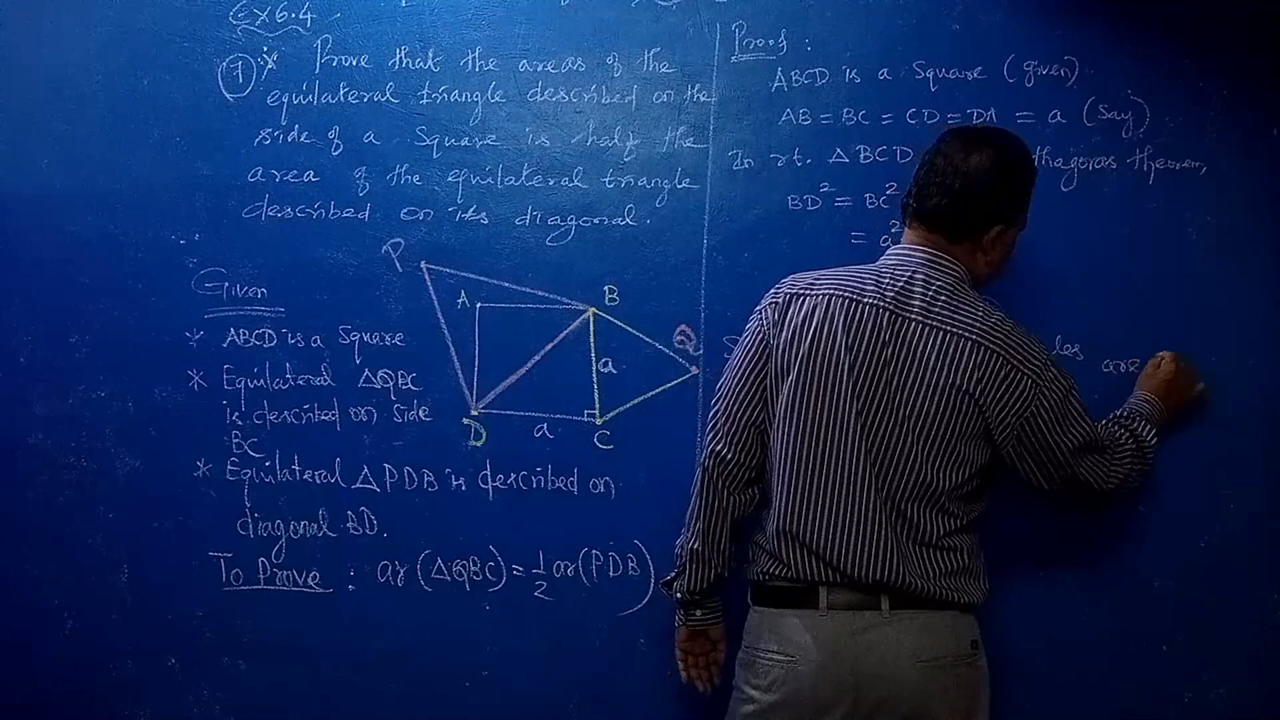 Ex 6.4
7) * Prove that the areas of the
equilateral triangle described on the
side of a Square is half the
area of the equilateral triangle
described on its diagonal.
P
A
B
Q
a
D
a
C
Given
* ABCD is a Square
* Equilateral △QBC
is described on side
BC
* Equilateral △PDB is described on
diagonal BD.
To Prove : ar(△QBC) = 1/2 ar(PDB)
Proof :
ABCD is a Square (given)
AB = BC = CD = DA = a (Say)
In rt. △BCD thagoras theorem,
BD² = BC²
= a²
S les are